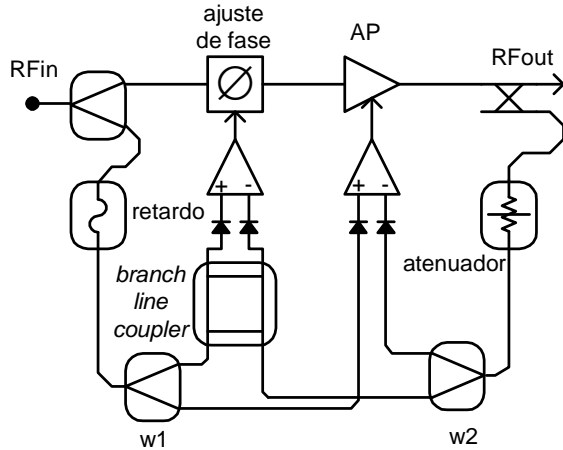 ajuste
de fase
AP
RFin
RFout
+ -
+ -
retardo
atenuador
branch
line
coupler
w1
w2